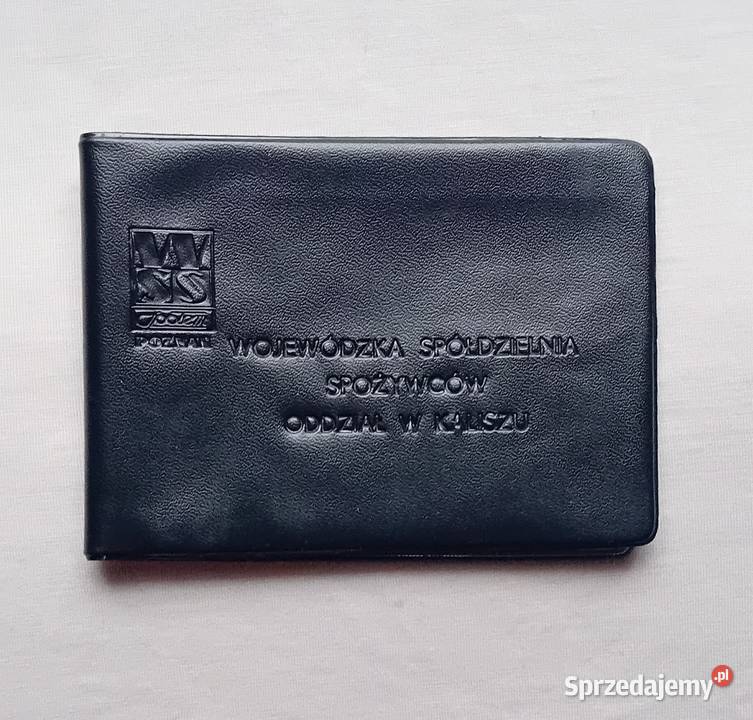 WSS
Społem
POZNAŃ
WOJEWÓDZKA SPÓŁDZIELNIA
SPOŻYWCÓW
ODDZIAŁ W KALISZU
Sprzedajemy.pl